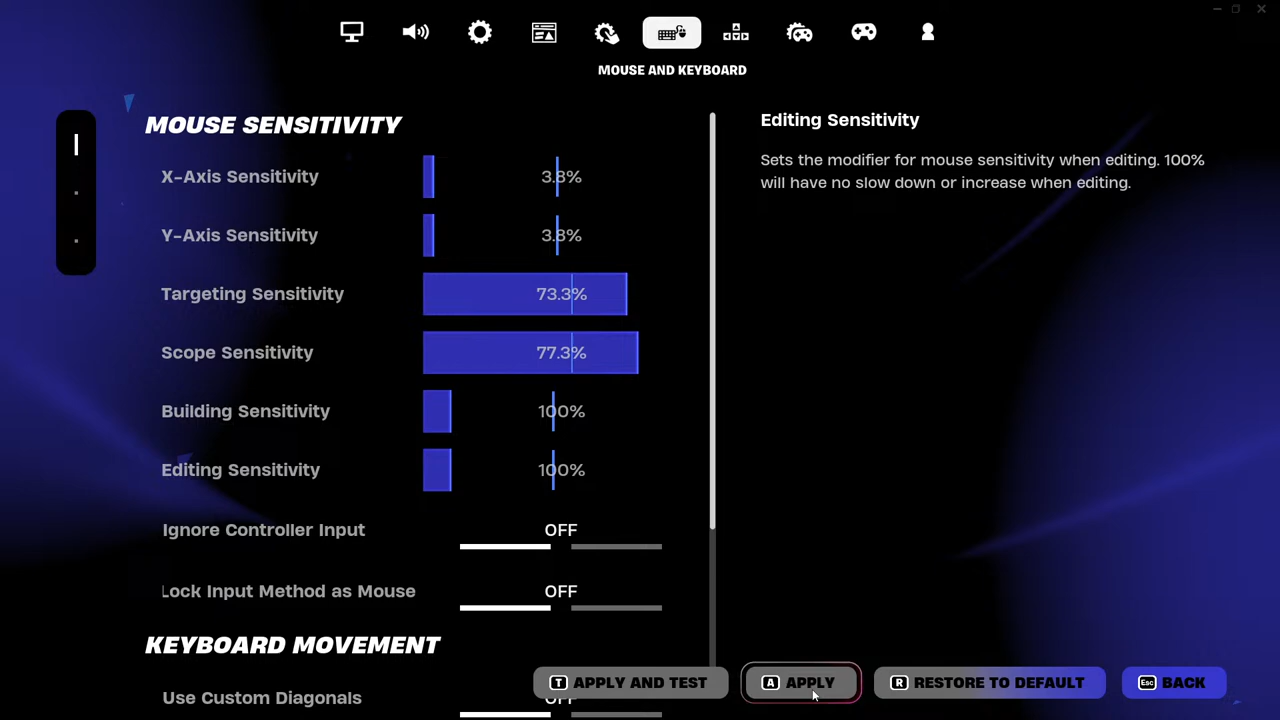 MOUSE AND KEYBOARD
MOUSE SENSITIVITY
X-Axis Sensitivity 3.8%
Y-Axis Sensitivity 3.8%
Targeting Sensitivity 73.3%
Scope Sensitivity 77.3%
Building Sensitivity 100%
Editing Sensitivity 100%
Ignore Controller Input OFF
Lock Input Method as Mouse OFF
KEYBOARD MOVEMENT
Use Custom Diagonals OFF
Editing Sensitivity
Sets the modifier for mouse sensitivity when editing. 100%
will have no slow down or increase when editing.
T APPLY AND TEST A APPLY R RESTORE TO DEFAULT Esc BACK